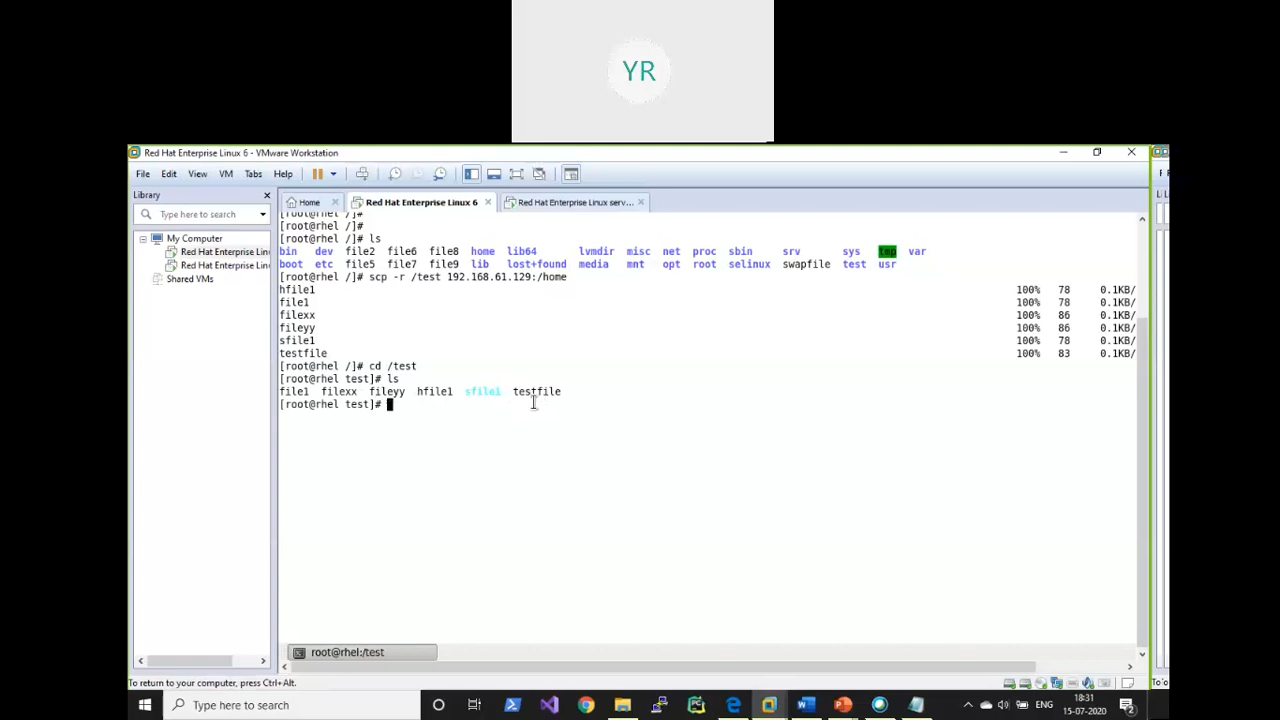 YR
Red Hat Enterprise Linux 6 - VMware Workstation
File Edit View VM Tabs Help
Library
Type here to search
My Computer
Red Hat Enterprise Lin
Red Hat Enterprise Lin
Shared VMs
Home
Red Hat Enterprise Linux 6
Red Hat Enterprise Linux serv...
[root@rhel /]#
[root@rhel /]#
[root@rhel /]# ls
bin dev file2 file6 file8 home lib64 lvmdir misc net proc sbin srv sys tmp var
boot etc file5 file7 file9 lib lost+found media mnt opt root selinux swapfile test usr
[root@rhel /]# scp -r /test 192.168.61.129:/home
hfile1 100% 78 0.1KB/
file1 100% 78 0.1KB/
filexx 100% 86 0.1KB/
fileyy 100% 86 0.1KB/
sfile1 100% 78 0.1KB/
testfile 100% 83 0.1KB/
[root@rhel /]# cd /test
[root@rhel test]# ls
file1 filexx fileyy hfile1 sfile1 testfile
[root@rhel test]#
root@rhel:/test
To return to your computer, press Ctrl+Alt.
Type here to search
ENG
18:31
15-07-2020
2